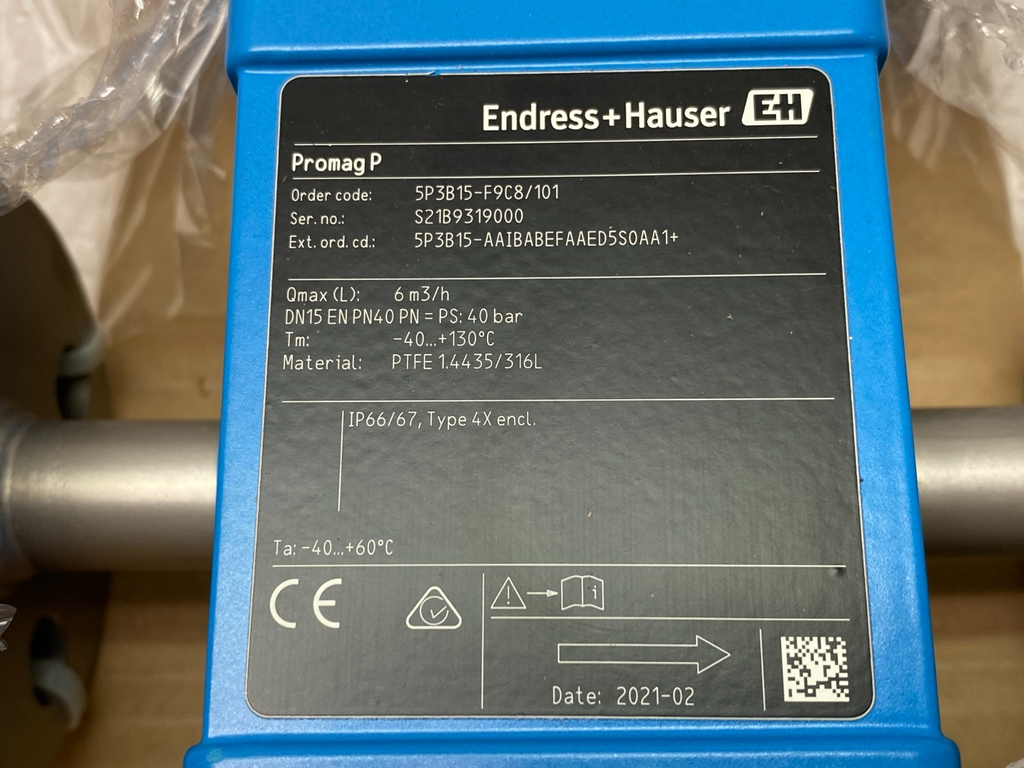 Endress+Hauser EH
Promag P
Order code: 5P3B15-F9C8/101
Ser. no.: S21B9319000
Ext. ord. cd.: 5P3B15-AAIBABEFAAED5S0AA1+
Qmax (L): 6 m3/h
DN15 EN PN40 PN = PS: 40 bar
Tm: -40...+130°C
Material: PTFE 1.4435/316L
IP66/67, Type 4X encl.
Ta: -40...+60°C
CE
i
Date: 2021-02